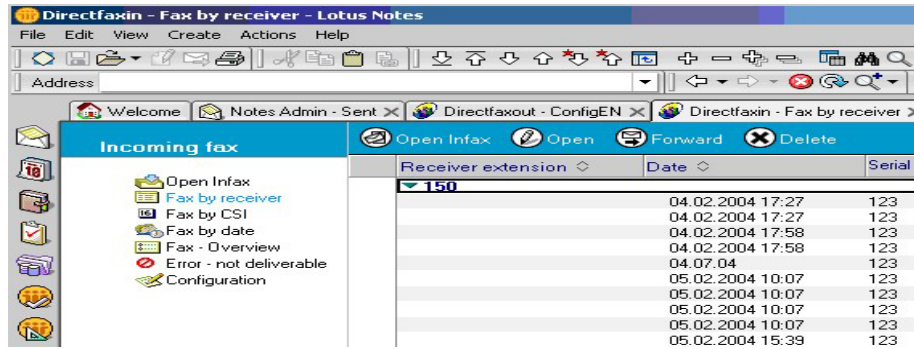 Directfaxin - Fax by receiver - Lotus Notes
File Edit View Create Actions Help
Address
Welcome Notes Admin - Sent Directfaxout - ConfigEN Directfaxin - Fax by receiver
Incoming fax
Open Infax Open Forward Delete
Receiver extension Date Serial
150
Open Infax
Fax by receiver
Fax by CSI
Fax by date
Fax - Overview
Error - not deliverable
Configuration
04.02.2004 17:27 123
04.02.2004 17:27 123
04.02.2004 17:58 123
04.02.2004 17:58 123
04.07.04 123
05.02.2004 10:07 123
05.02.2004 10:07 123
05.02.2004 10:07 123
05.02.2004 10:07 123
05.02.2004 15:39 123